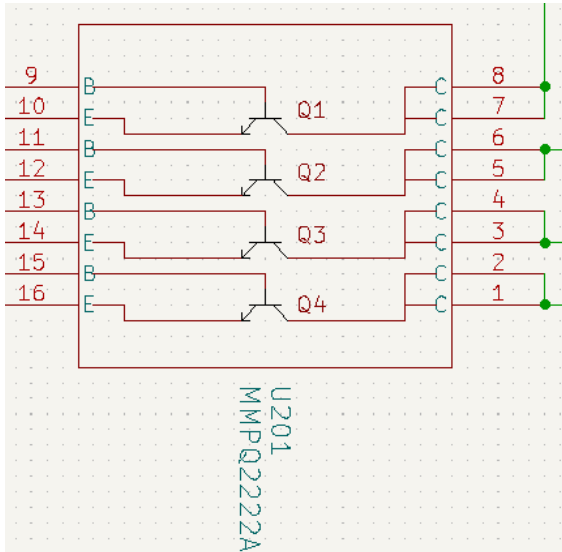 9 B C 8
10 E Q1 C 7
11 B C 6
12 E Q2 C 5
13 B C 4
14 E Q3 C 3
15 B C 2
16 E Q4 C 1
U201
MMPQ2222A